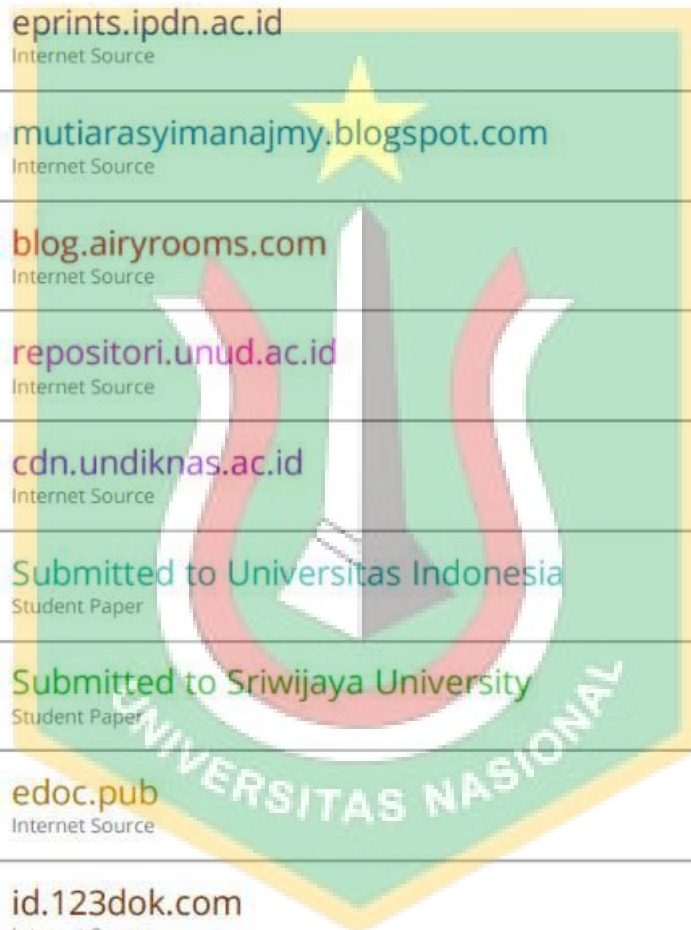 eprints.ipdn.ac.id
Internet Source
mutiarasyimanajmy.blogspot.com
Internet Source
blog.airyrooms.com
Internet Source
repositori.unud.ac.id
Internet Source
cdn.undiknas.ac.id
Internet Source
Submitted to Universitas Indonesia
Student Paper
Submitted to Sriwijaya University
Student Paper
UNIVERSITAS NASIONAL
edoc.pub
Internet Source
id.123dok.com